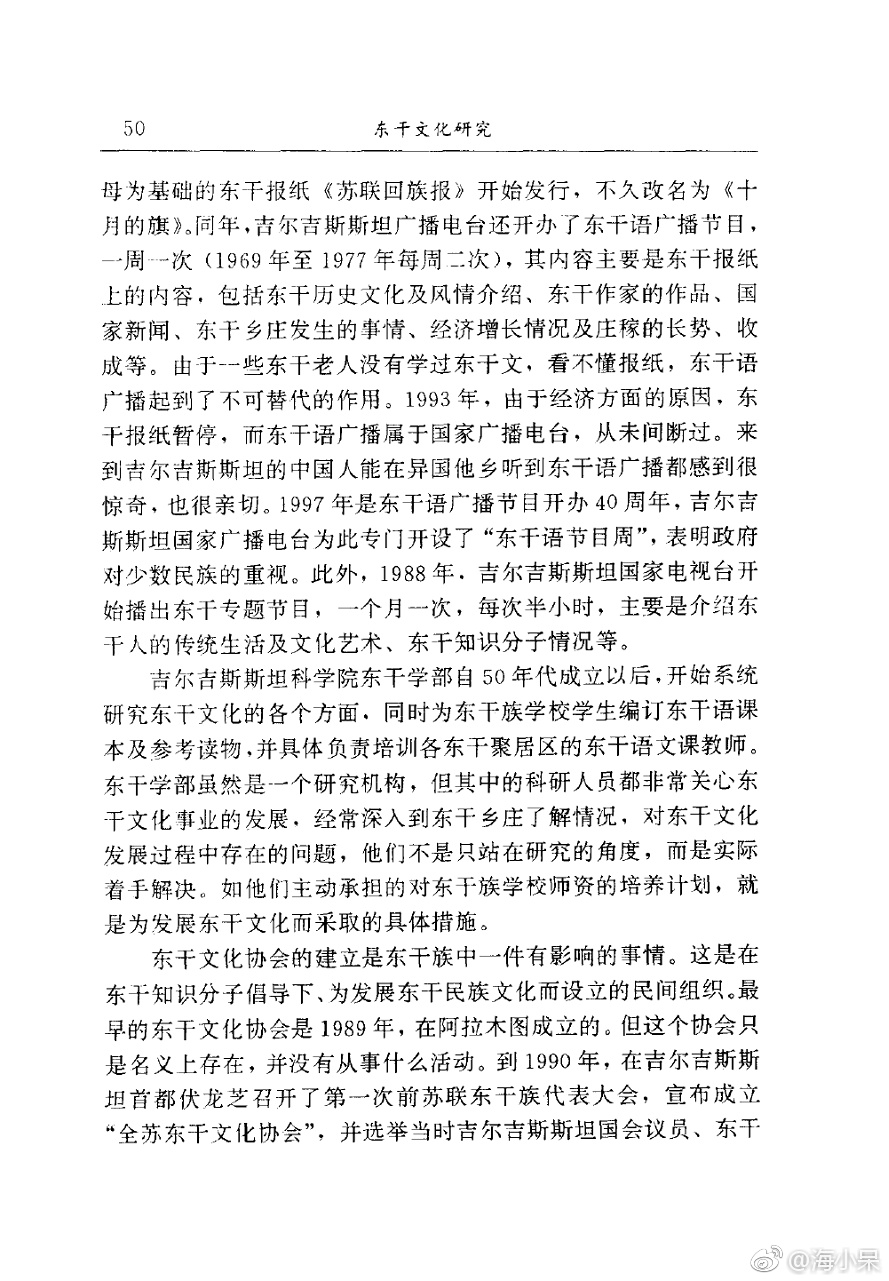 50
东干文化研究
母为基础的东干报纸《苏联回族报》开始发行，不久改名为《十
月的旗》。同年，吉尔吉斯斯坦广播电台还开办了东干语广播节目，
一周一次（1969 年至 1977 年每周二次），其内容主要是东干报纸
上的内容，包括东干历史文化及风情介绍、东干作家的作品、国
家新闻、东干乡庄发生的事情、经济增长情况及庄稼的长势、收
成等。由于一些东干老人没有学过东干文，看不懂报纸，东干语
广播起到了不可替代的作用。1993 年，由于经济方面的原因，东
干报纸暂停，而东干语广播属于国家广播电台，从未间断过。来
到吉尔吉斯斯坦的中国人能在异国他乡听到东干语广播都感到很
惊奇，也很亲切。1997 年是东干语广播节目开办 40 周年，吉尔吉
斯斯坦国家广播电台为此专门开设了“东干语节目周”，表明政府
对少数民族的重视。此外，1988 年，吉尔吉斯斯坦国家电视台开
始播出东干专题节目，一个月一次，每次半小时，主要是介绍东
干人的传统生活及文化艺术、东干知识分子情况等。
吉尔吉斯斯坦科学院东干学部自 50 年代成立以后，开始系统
研究东干文化的各个方面，同时为东干族学校学生编订东干语课
本及参考读物，并具体负责培训各东干聚居区的东干语文课教师。
东干学部虽然是一个研究机构，但其中的科研人员都非常关心东
干文化事业的发展，经常深入到东干乡庄了解情况，对东干文化
发展过程中存在的问题，他们不是只站在研究的角度，而是实际
着手解决。如他们主动承担的对东干族学校师资的培养计划，就
是为发展东干文化而采取的具体措施。
东干文化协会的建立是东干族中一件有影响的事情。这是在
东干知识分子倡导下、为发展东干民族文化而设立的民间组织。最
早的东干文化协会是 1989 年，在阿拉木图成立的。但这个协会只
是名义上存在，并没有从事什么活动。到 1990 年，在吉尔吉斯斯
坦首都伏龙芝召开了第一次前苏联东干族代表大会，宣布成立
“全苏东干文化协会”，并选举当时吉尔吉斯斯坦国会议员、东干
@海小呆